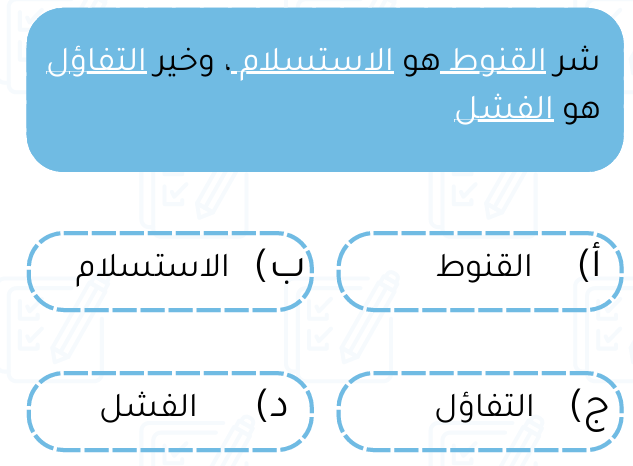 شر القنوط هو الاستسلام ، وخير التفاؤل
هو الفشل
أ) القنوط
ب) الاستسلام
ج) التفاؤل
د) الفشل